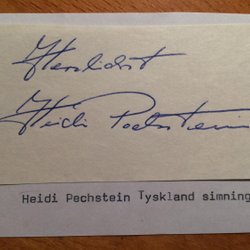 Herzlichst
Heidi Pechstein
Heidi Pechstein Tyskland simning